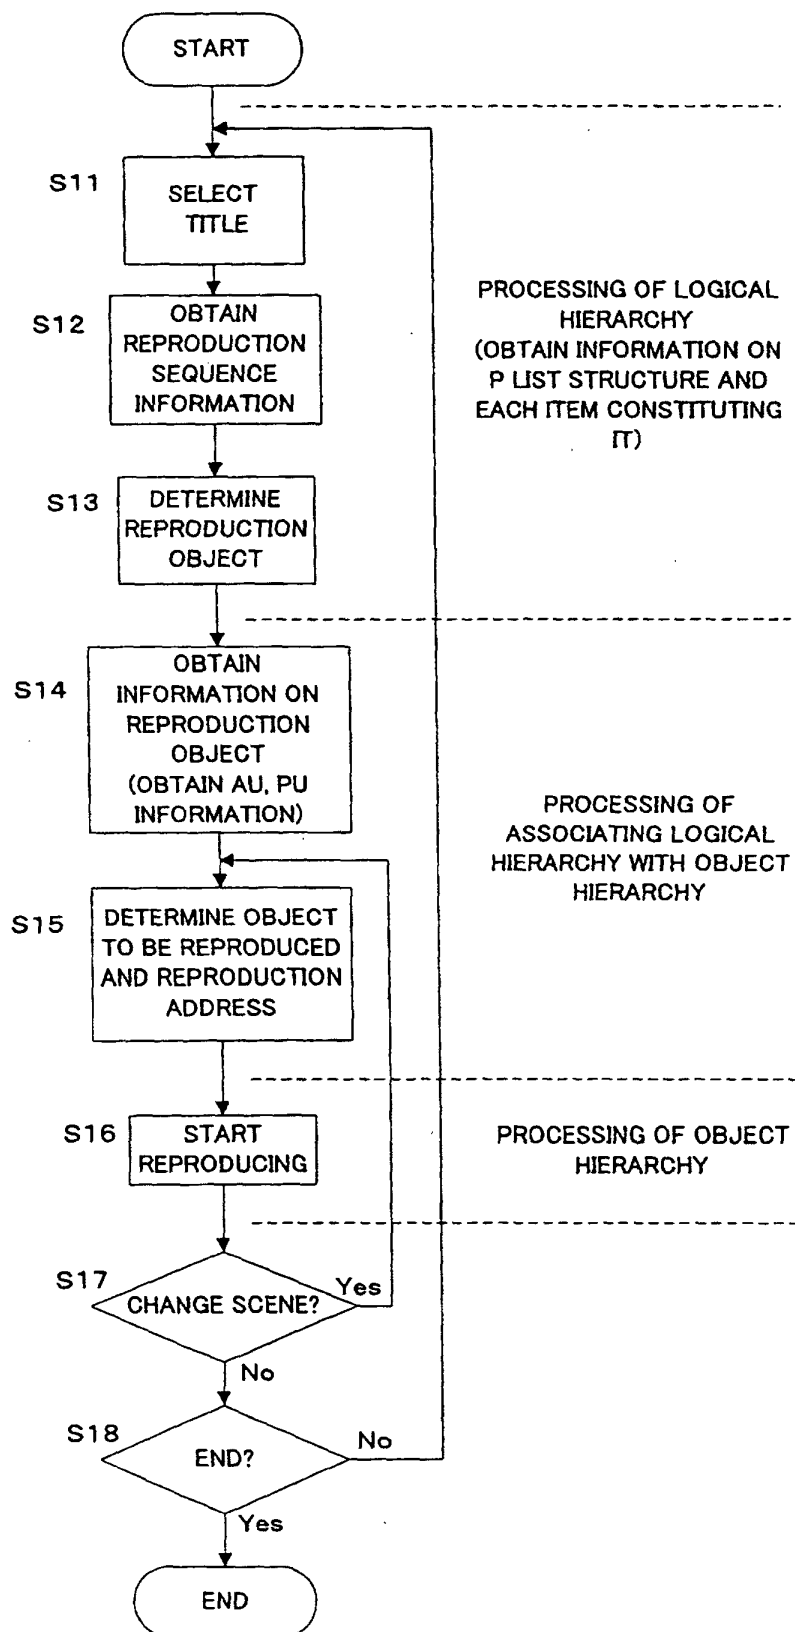 START
S11
SELECT
TITLE
S12
OBTAIN
REPRODUCTION
SEQUENCE
INFORMATION
PROCESSING OF LOGICAL
HIERARCHY
(OBTAIN INFORMATION ON
P LIST STRUCTURE AND
EACH ITEM CONSTITUTING
IT)
S13
DETERMINE
REPRODUCTION
OBJECT
S14
OBTAIN
INFORMATION ON
REPRODUCTION
OBJECT
(OBTAIN AU, PU
INFORMATION)
PROCESSING OF
ASSOCIATING LOGICAL
HIERARCHY WITH OBJECT
HIERARCHY
S15
DETERMINE OBJECT
TO BE REPRODUCED
AND REPRODUCTION
ADDRESS
S16
START
REPRODUCING
PROCESSING OF OBJECT
HIERARCHY
S17
CHANGE SCENE?
Yes
No
S18
END?
No
Yes
END